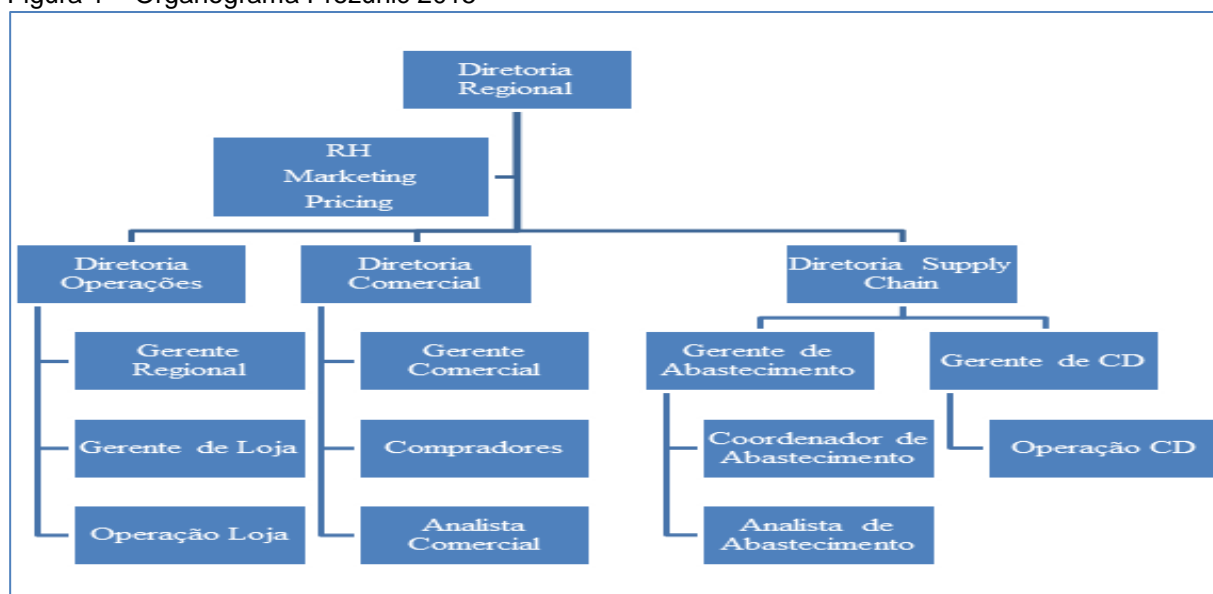 Diretoria
Regional
RH
Marketing
Pricing
Diretoria
Operações
Diretoria
Comercial
Diretoria Supply
Chain
Gerente
Regional
Gerente
Comercial
Gerente de
Abastecimento
Gerente de CD
Gerente de Loja
Compradores
Coordenador de
Abastecimento
Operação CD
Operação Loja
Analista
Comercial
Analista de
Abastecimento